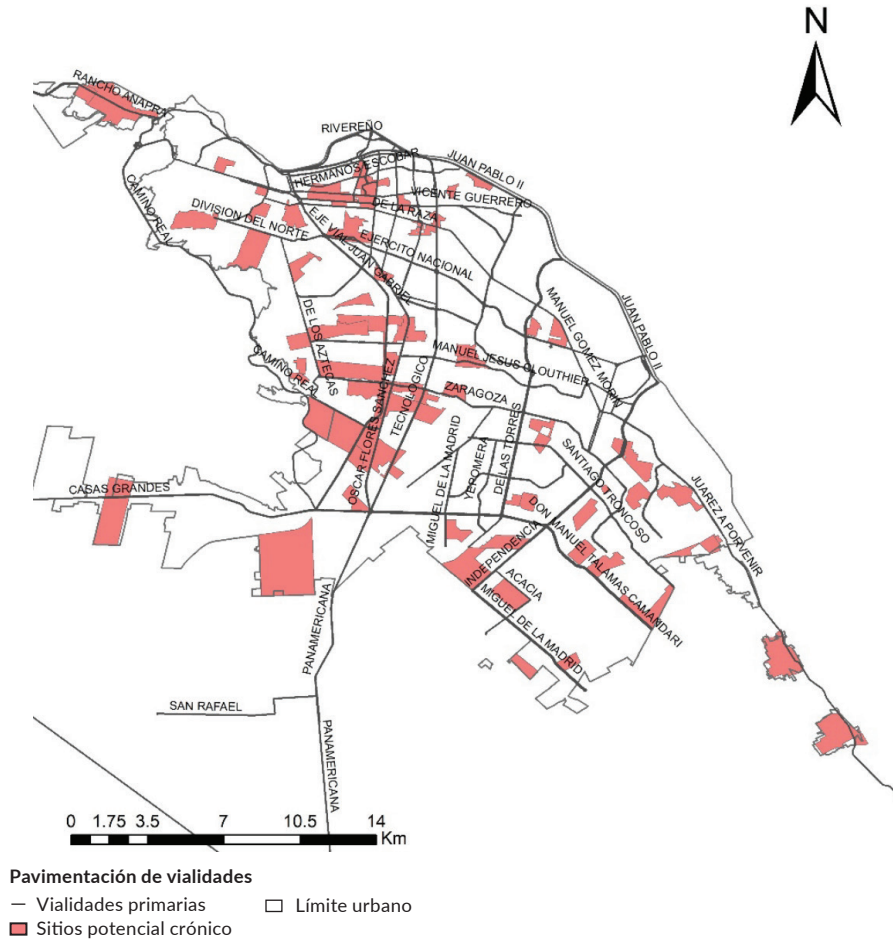 N
RANCHO ANAPRA
RIVEREÑO
JUAN PABLO II
HERMANOS ESCOBAR
VICENTE GUERRERO
DE LA RAZA
CAMINO REAL
DIVISION DEL NORTE
EJE VIAL JUAN GABRIEL
EJERCITO NACIONAL
JUAN PABLO II
MANUEL GOMEZ MORIN
DE LOS AZTECAS
MANUEL JESUS CLOUTHIER
CAMINO REAL
ZARAGOZA
OSCAR FLORES SANCHEZ
TECNOLOGICO
MIGUEL DE LA MADRID
TEPOMERA
DE LAS TORRES
SANTIAGO TRONCOSO
JUAREZ A PORVENIR
CASAS GRANDES
DON MANUEL TALAMAS CAMANDARI
INDEPENDENCIA
ACACIA
MIGUEL DE LA MADRID
PANAMERICANA
SAN RAFAEL
PANAMERICANA
0 1.75 3.5 7 10.5 14
Km
Pavimentación de vialidades
Vialidades primarias
Límite urbano
Sitios potencial crónico